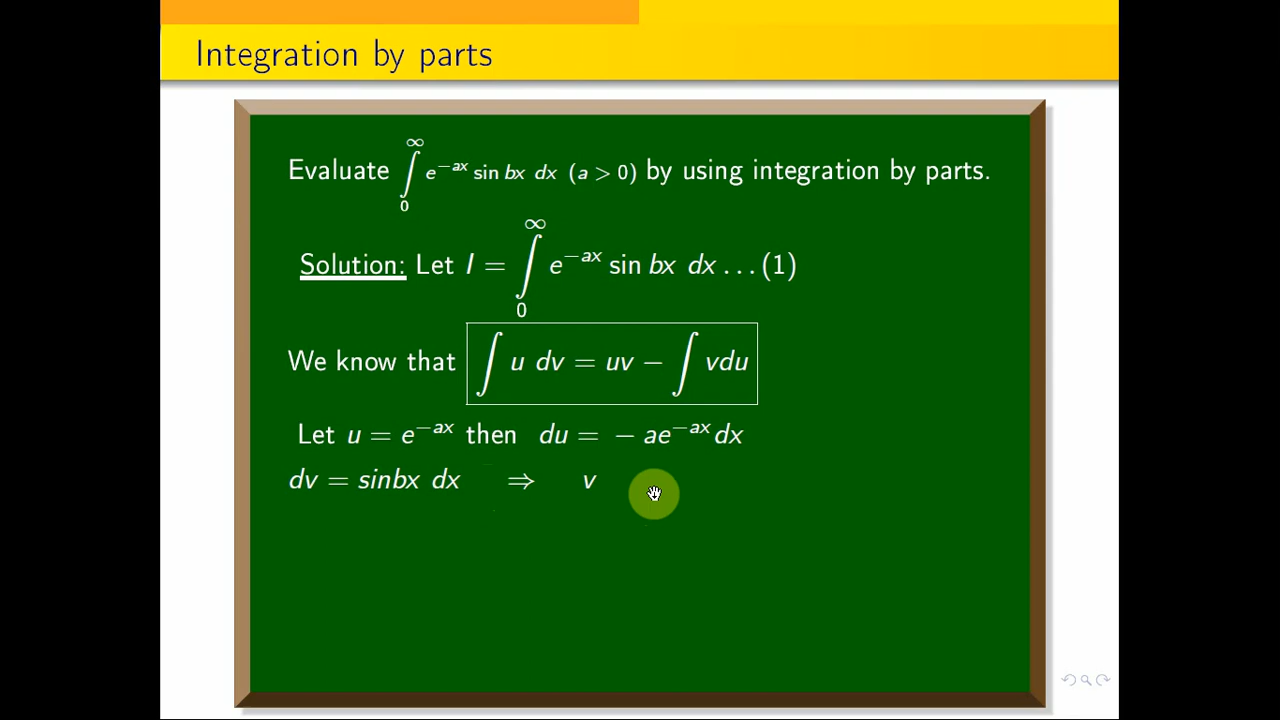 Integration by parts
Evaluate ∫₀^∞ e^{−ax} sin bx dx (a > 0) by using integration by parts.
Solution: Let I = ∫₀^∞ e^{−ax} sin bx dx . . . (1)
We know that ∫ u dv = uv − ∫ vdu
Let u = e^{−ax} then du = − ae^{−ax}dx
dv = sinbx dx ⇒ v